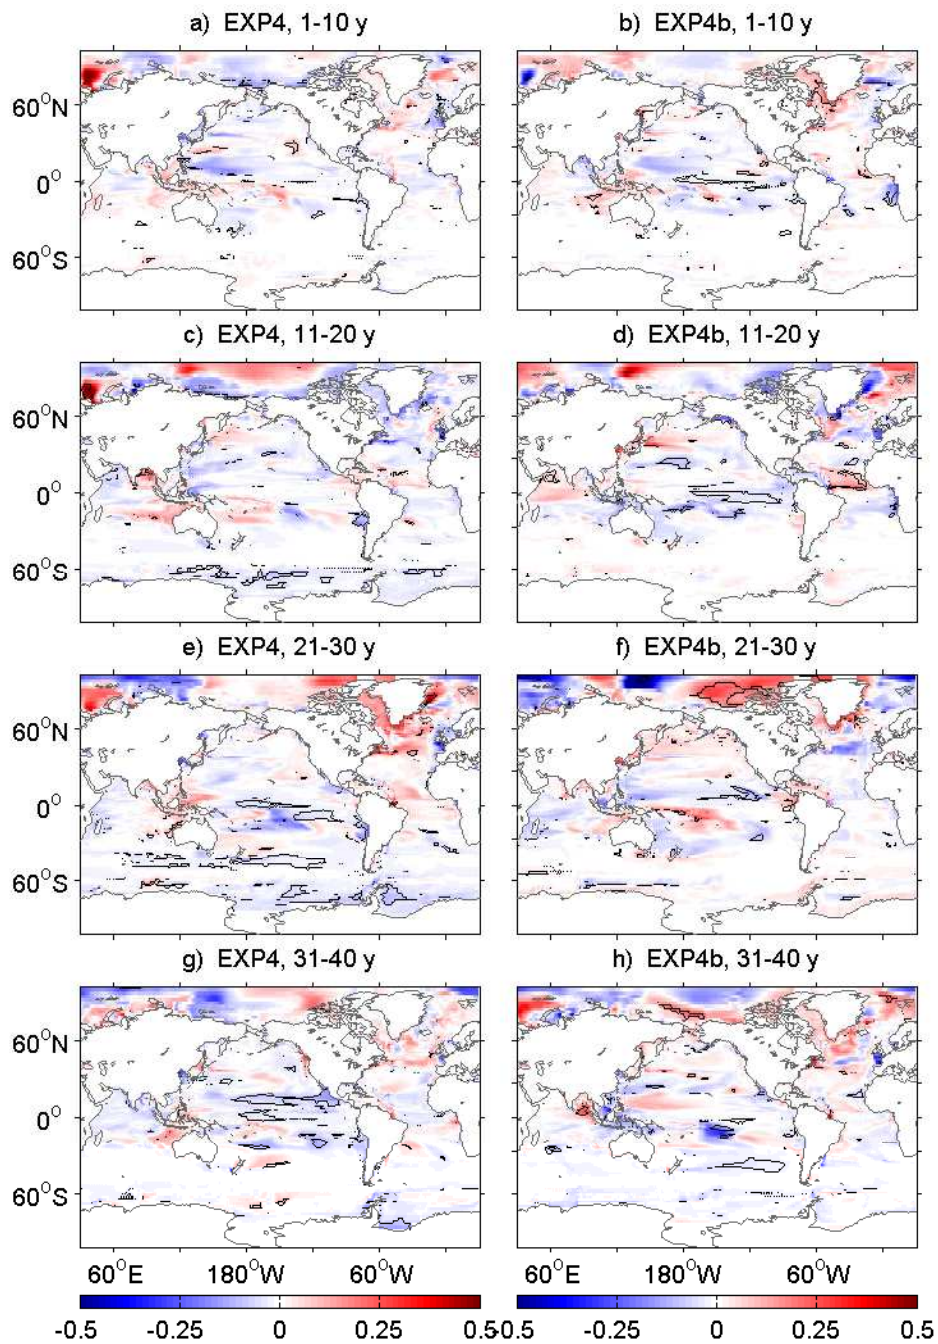 a) EXP4, 1-10 y
b) EXP4b, 1-10 y
60°N
0°
60°S
c) EXP4, 11-20 y
d) EXP4b, 11-20 y
60°N
0°
60°S
e) EXP4, 21-30 y
f) EXP4b, 21-30 y
60°N
0°
60°S
g) EXP4, 31-40 y
h) EXP4b, 31-40 y
60°N
0°
60°S
60°E 180°W 60°W
60°E 180°W 60°W
-0.5 -0.25 0 0.25 0.5
-0.5 -0.25 0 0.25 0.5